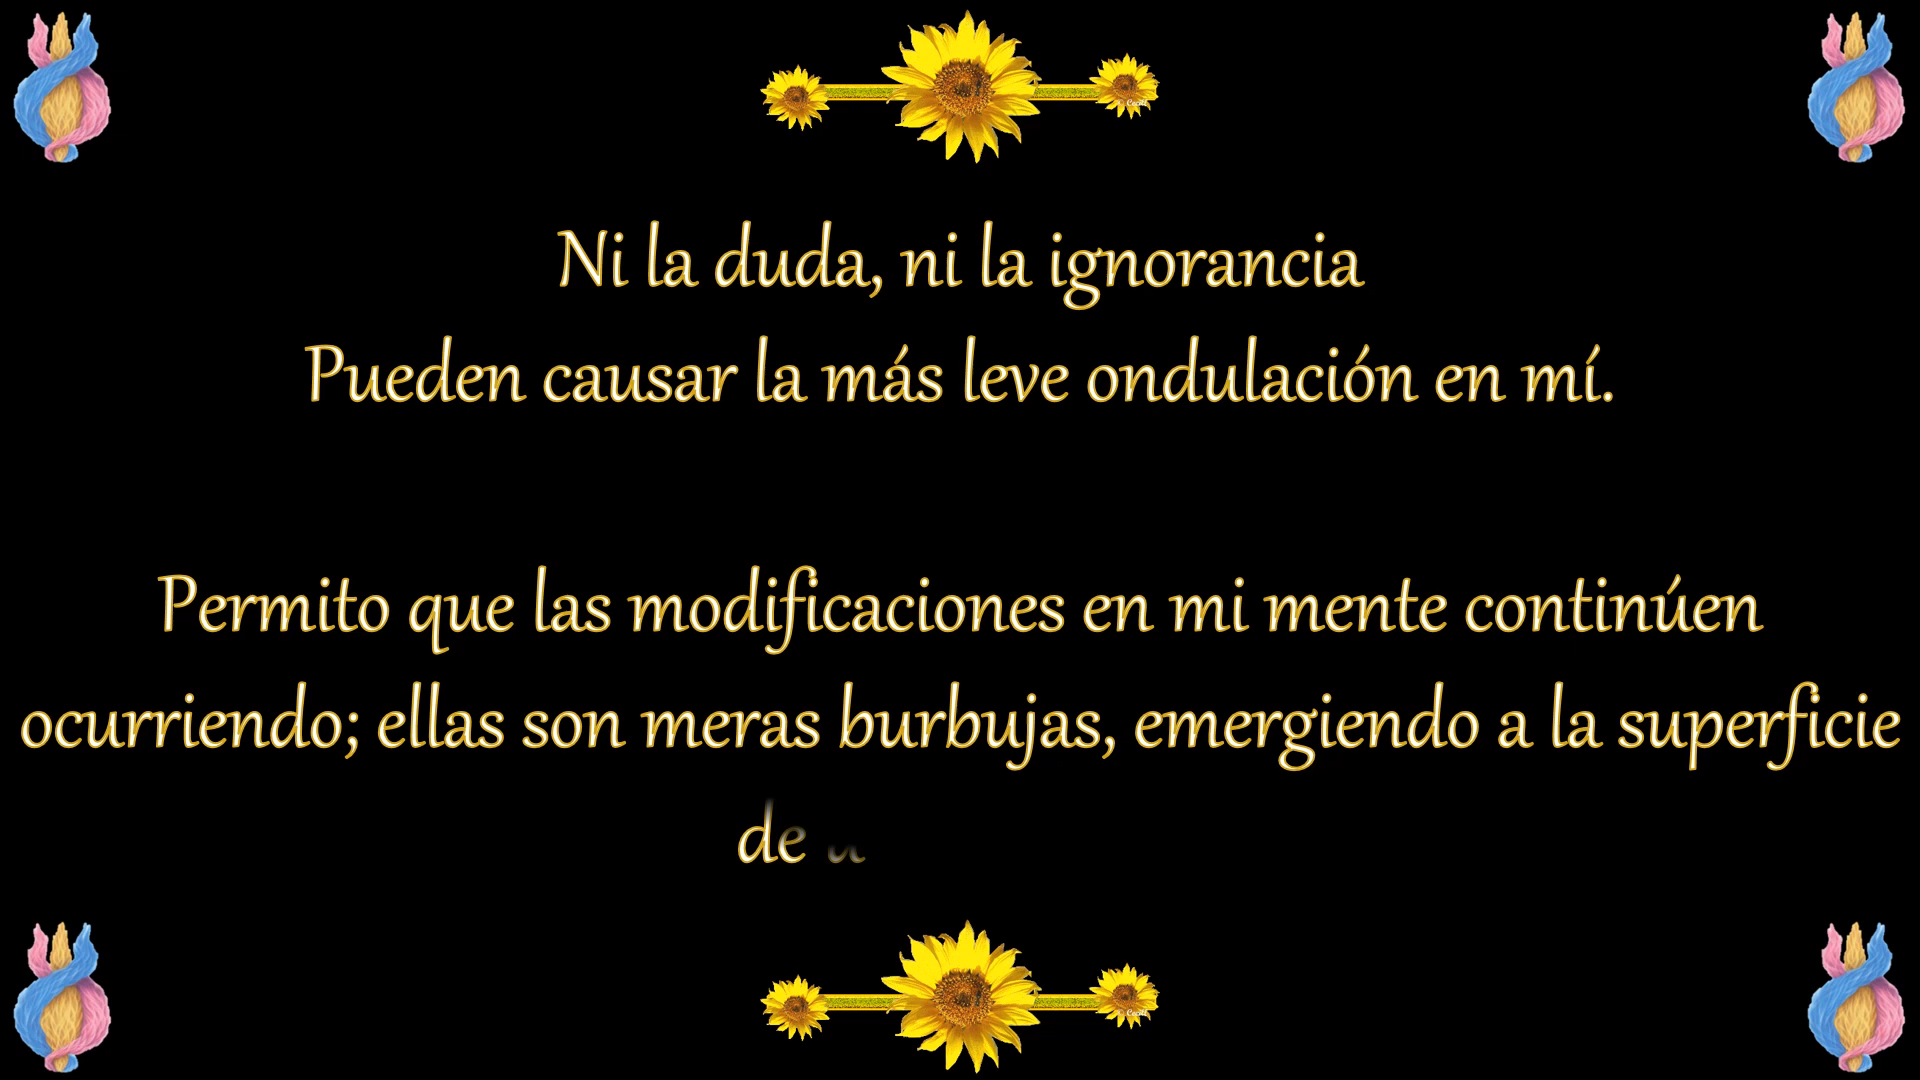 Ni la duda, ni la ignorancia
Pueden causar la más leve ondulación en mí.
Permito que las modificaciones en mi mente continúen
ocurriendo; ellas son meras burbujas, emergiendo a la superficie
de